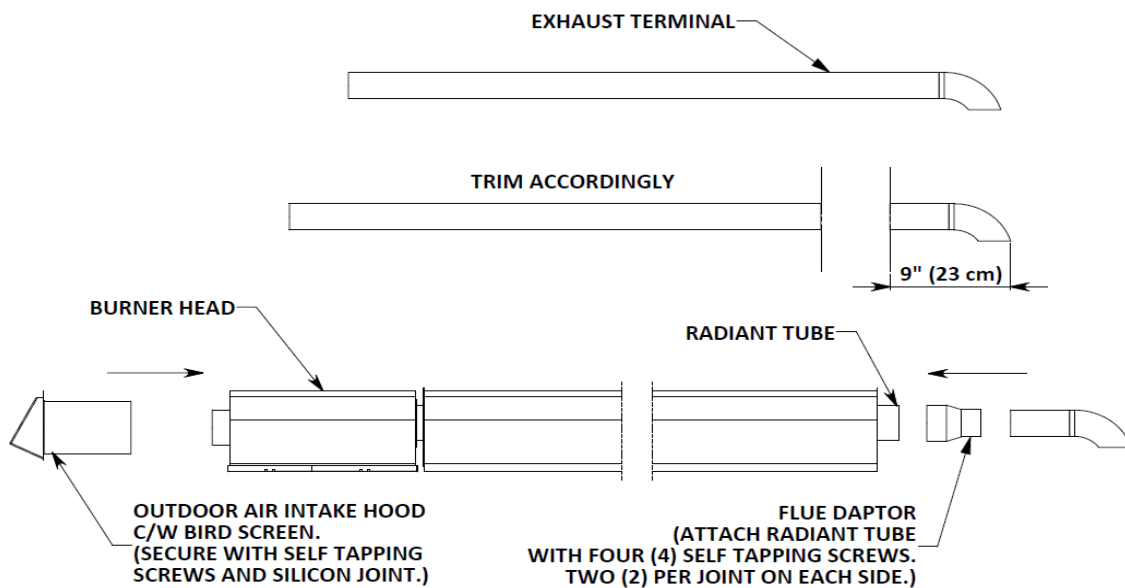 EXHAUST TERMINAL
TRIM ACCORDINGLY
9" (23 cm)
BURNER HEAD
RADIANT TUBE
OUTDOOR AIR INTAKE HOOD
C/W BIRD SCREEN.
(SECURE WITH SELF TAPPING
SCREWS AND SILICON JOINT.)
FLUE DAPTOR
(ATTACH RADIANT TUBE
WITH FOUR (4) SELF TAPPING SCREWS.
TWO (2) PER JOINT ON EACH SIDE.)